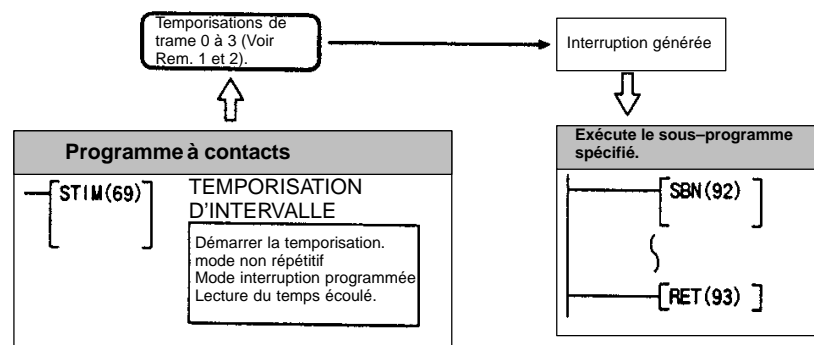 Temporisations de
trame 0 à 3 (Voir
Rem. 1 et 2).
Interruption générée
Programme à contacts
STIM(69)
TEMPORISATION
D'INTERVALLE
Démarrer la temporisation.
mode non répétitif
Mode interruption programmée
Lecture du temps écoulé.
Exécute le sous–programme
spécifié.
SBN(92)
RET(93)